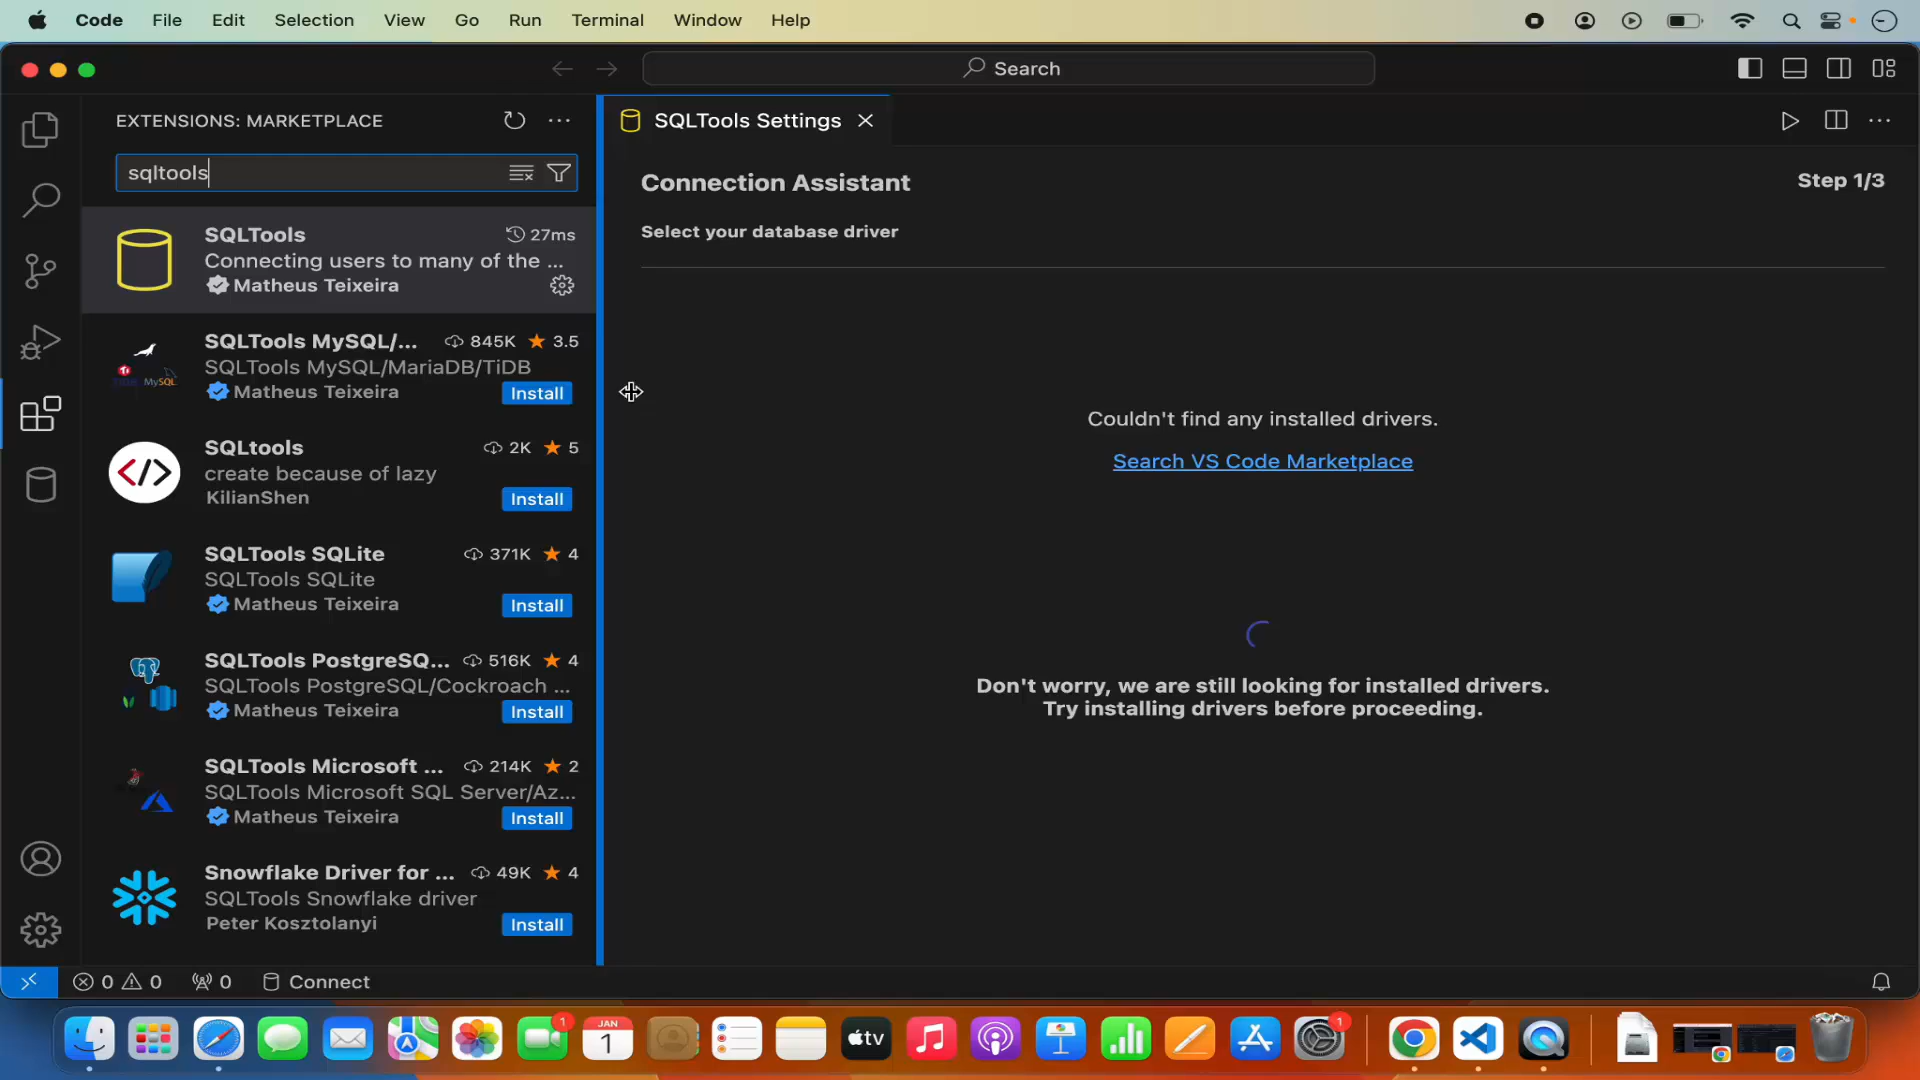 Code File Edit Selection View Go Run Terminal Window Help
Search
EXTENSIONS: MARKETPLACE
sqltools
SQLTools 27ms
Connecting users to many of the ...
Matheus Teixeira
SQLTools MySQL/... 845K 3.5
SQLTools MySQL/MariaDB/TiDB
Matheus Teixeira Install
SQLtools 2K 5
create because of lazy
KilianShen Install
SQLTools SQLite 371K 4
SQLTools SQLite
Matheus Teixeira Install
SQLTools PostgreSQ... 516K 4
SQLTools PostgreSQL/Cockroach ...
Matheus Teixeira Install
SQLTools Microsoft ... 214K 2
SQLTools Microsoft SQL Server/Az...
Matheus Teixeira Install
Snowflake Driver for ... 49K 4
SQLTools Snowflake driver
Peter Kosztolanyi Install
SQLTools Settings
Connection Assistant Step 1/3
Select your database driver
Couldn't find any installed drivers.
Search VS Code Marketplace
Don't worry, we are still looking for installed drivers.
Try installing drivers before proceeding.
0 0 0 Connect
1
JAN
1
tv
1